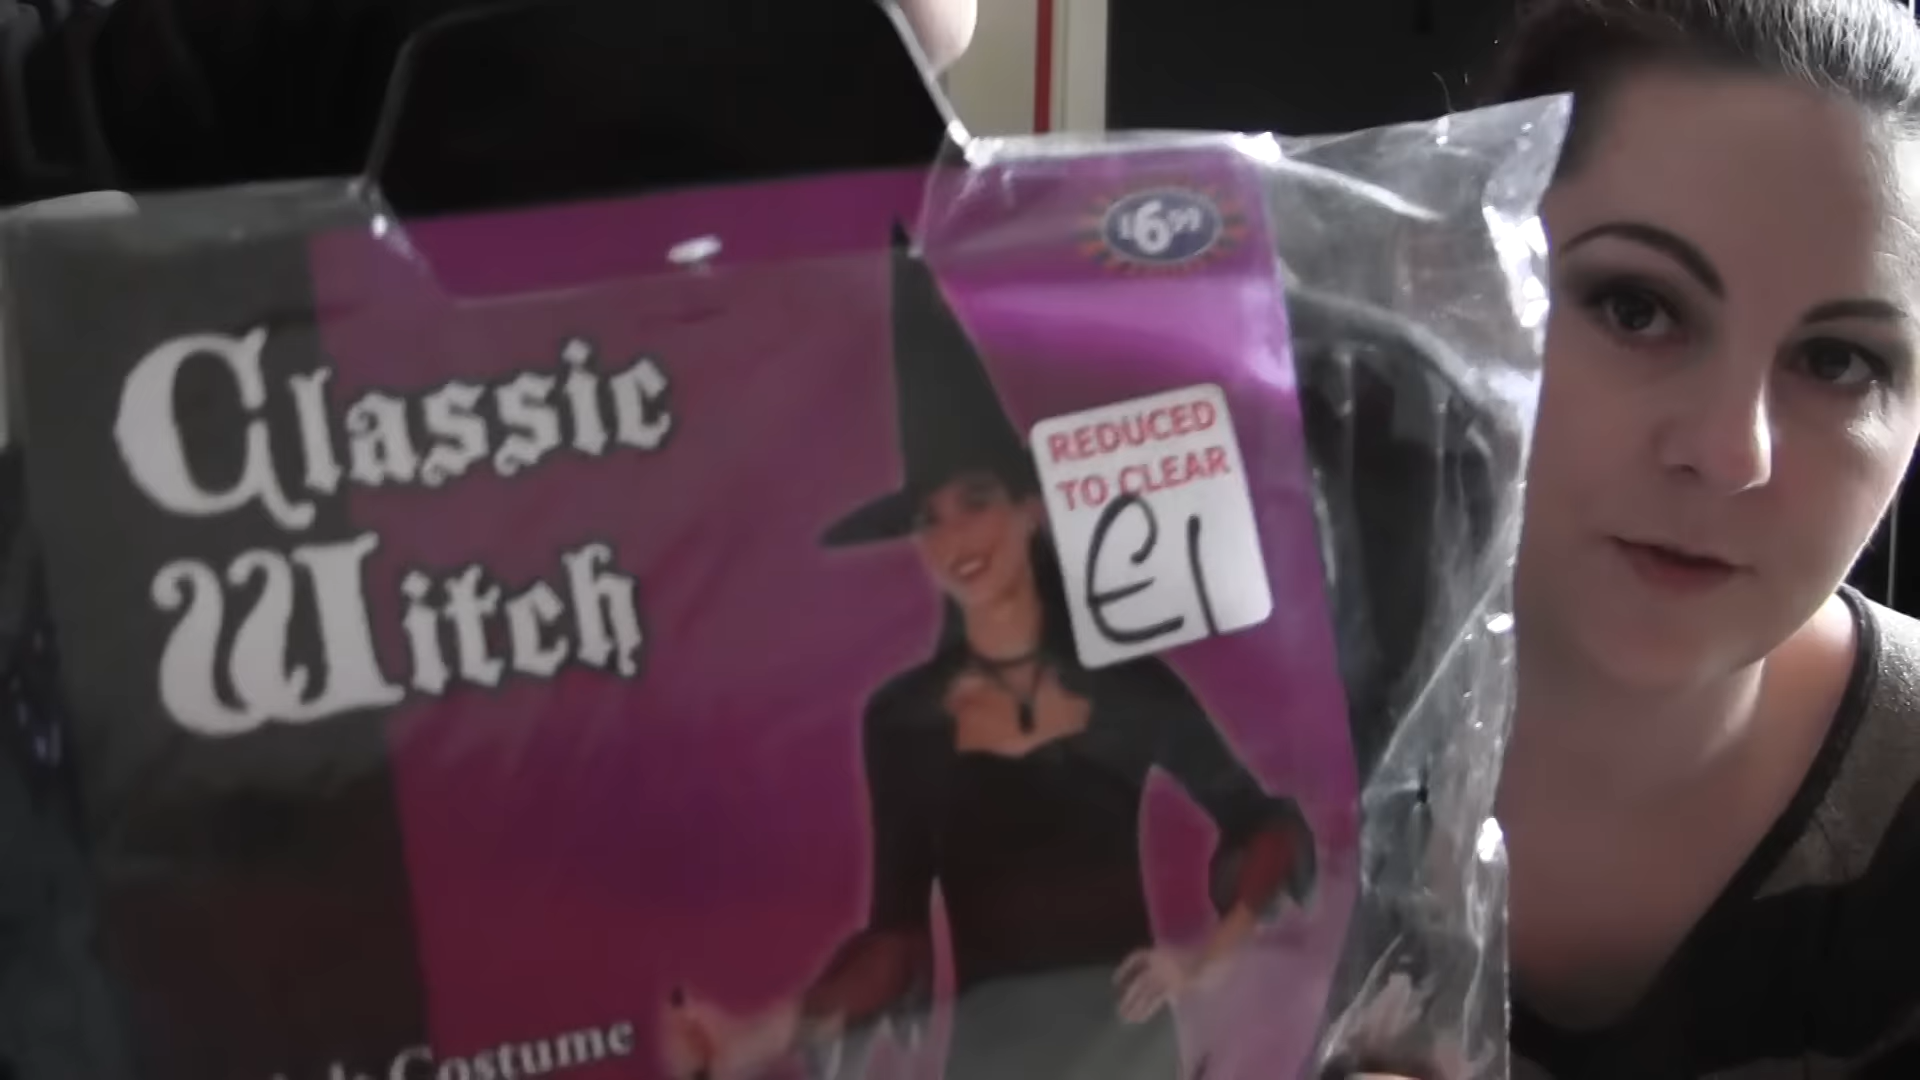 £6.99
Classic
Witch
REDUCED
TO CLEAR
£1
Costume